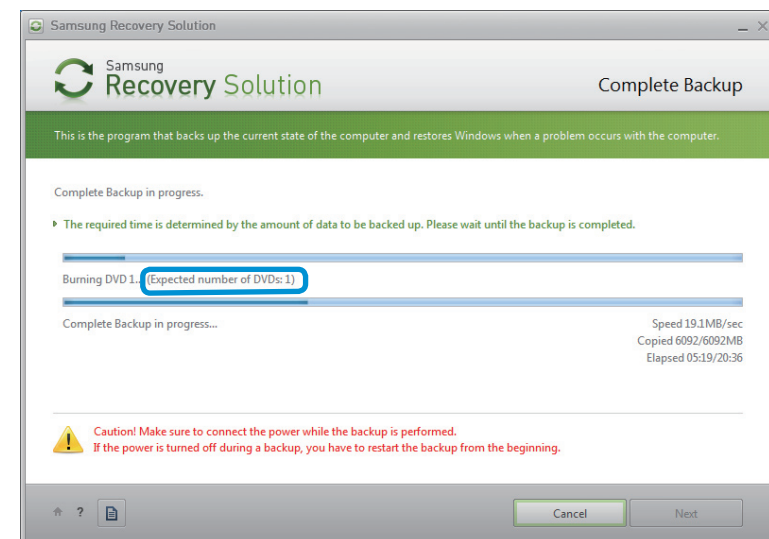 Samsung Recovery Solution
Samsung
Recovery Solution
Complete Backup
This is the program that backs up the current state of the computer and restores Windows when a problem occurs with the computer.
Complete Backup in progress.
The required time is determined by the amount of data to be backed up. Please wait until the backup is completed.
Burning DVD 1... (Expected number of DVDs: 1)
Complete Backup in progress...
Speed 19.1MB/sec
Copied 6092/6092MB
Elapsed 05:19/20:36
Caution! Make sure to connect the power while the backup is performed.
If the power is turned off during a backup, you have to restart the backup from the beginning.
?
Cancel
Next